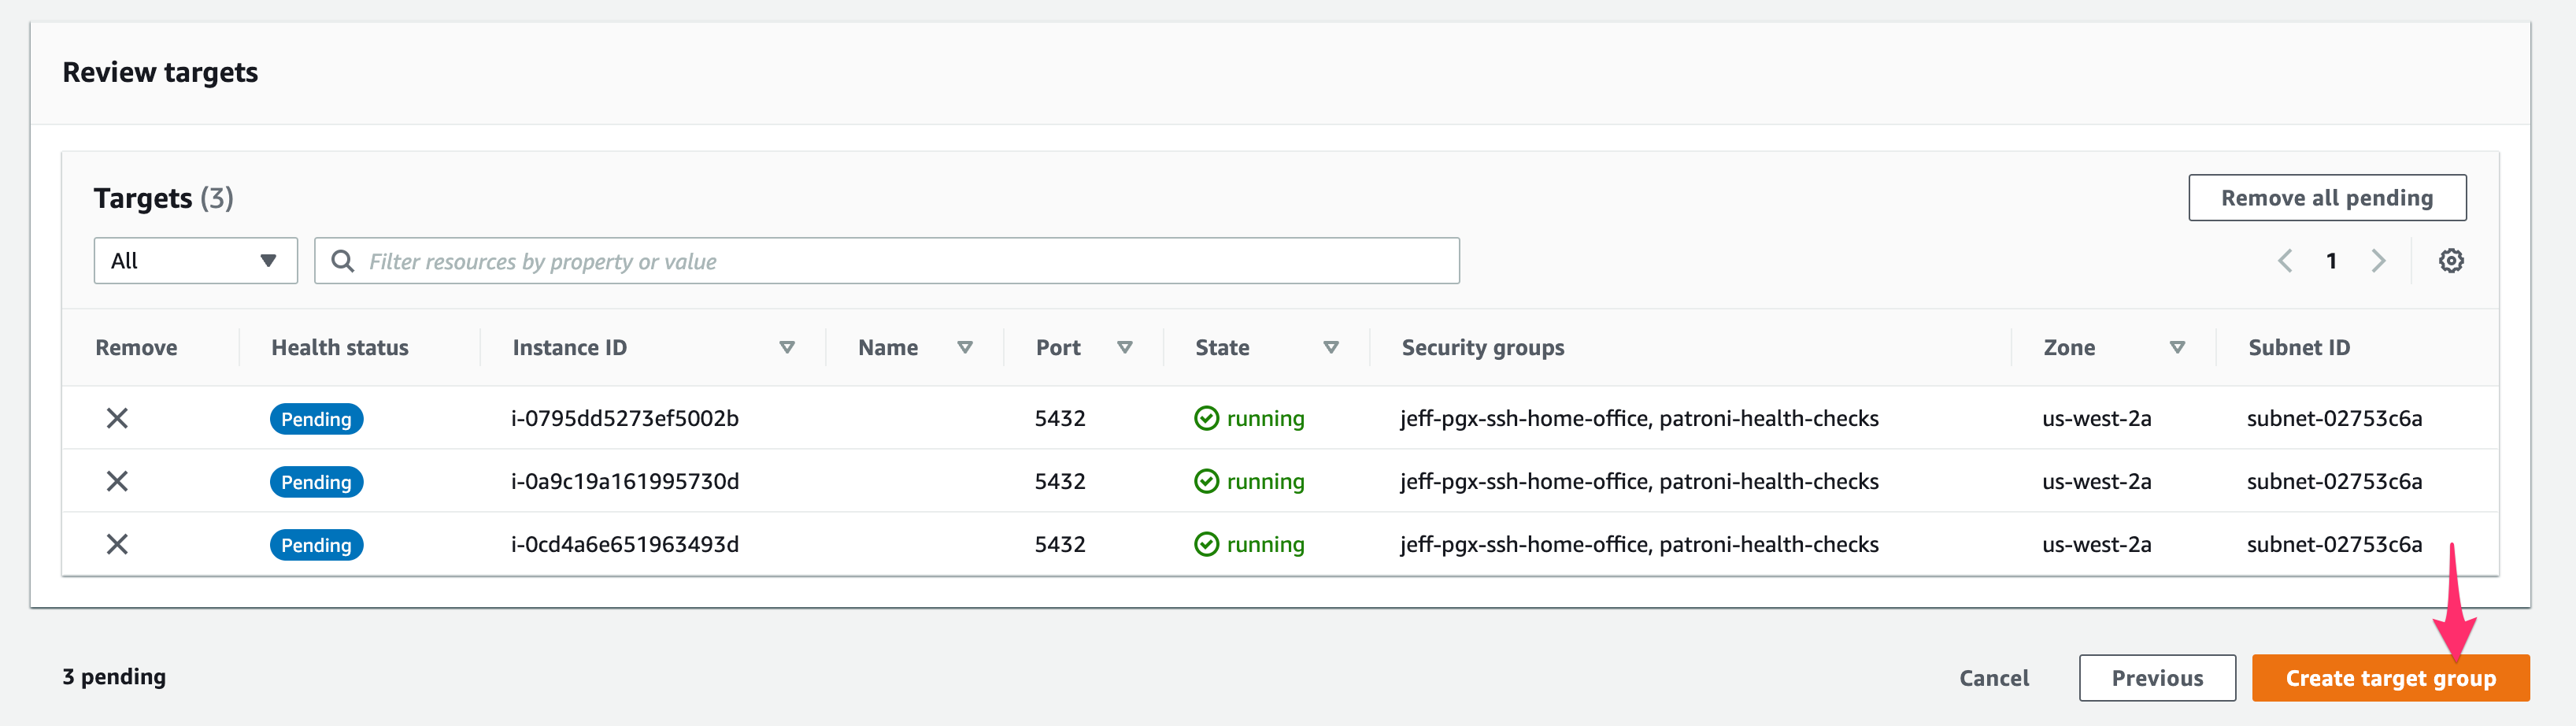 Review targets
Targets (3)
Remove all pending
All
Filter resources by property or value
1
Remove Health status Instance ID Name Port State Security groups Zone Subnet ID
Pending i-0795dd5273ef5002b 5432 running jeff-pgx-ssh-home-office, patroni-health-checks us-west-2a subnet-02753c6a
Pending i-0a9c19a161995730d 5432 running jeff-pgx-ssh-home-office, patroni-health-checks us-west-2a subnet-02753c6a
Pending i-0cd4a6e651963493d 5432 running jeff-pgx-ssh-home-office, patroni-health-checks us-west-2a subnet-02753c6a
3 pending
Cancel
Previous
Create target group